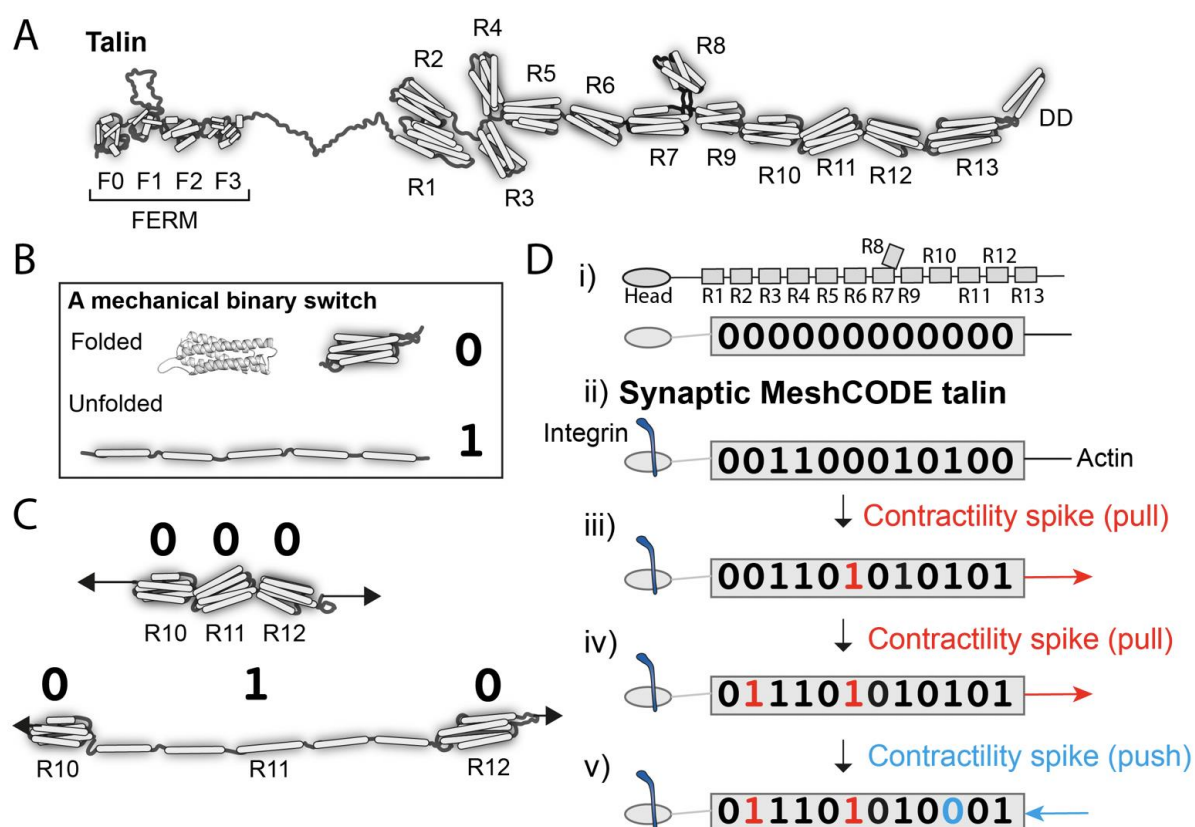 A
Talin
R4
R2
R5
R6
R8
DD
F0 F1 F2 F3
R1
R3
R7
R9
R10
R11
R12
R13
FERM
B
A mechanical binary switch
Folded
0
Unfolded
1
C
0 0 0
R10 R11 R12
0 1 0
R10 R11 R12
D
i)
R8
R10
R12
Head
R1 R2 R3 R4 R5 R6 R7 R9
R11
R13
000000000000
ii) Synaptic MeshCODE talin
Integrin
001100010100
Actin
Contractility spike (pull)
iii)
001101010101
Contractility spike (pull)
iv)
011101010101
Contractility spike (push)
v)
011101010001